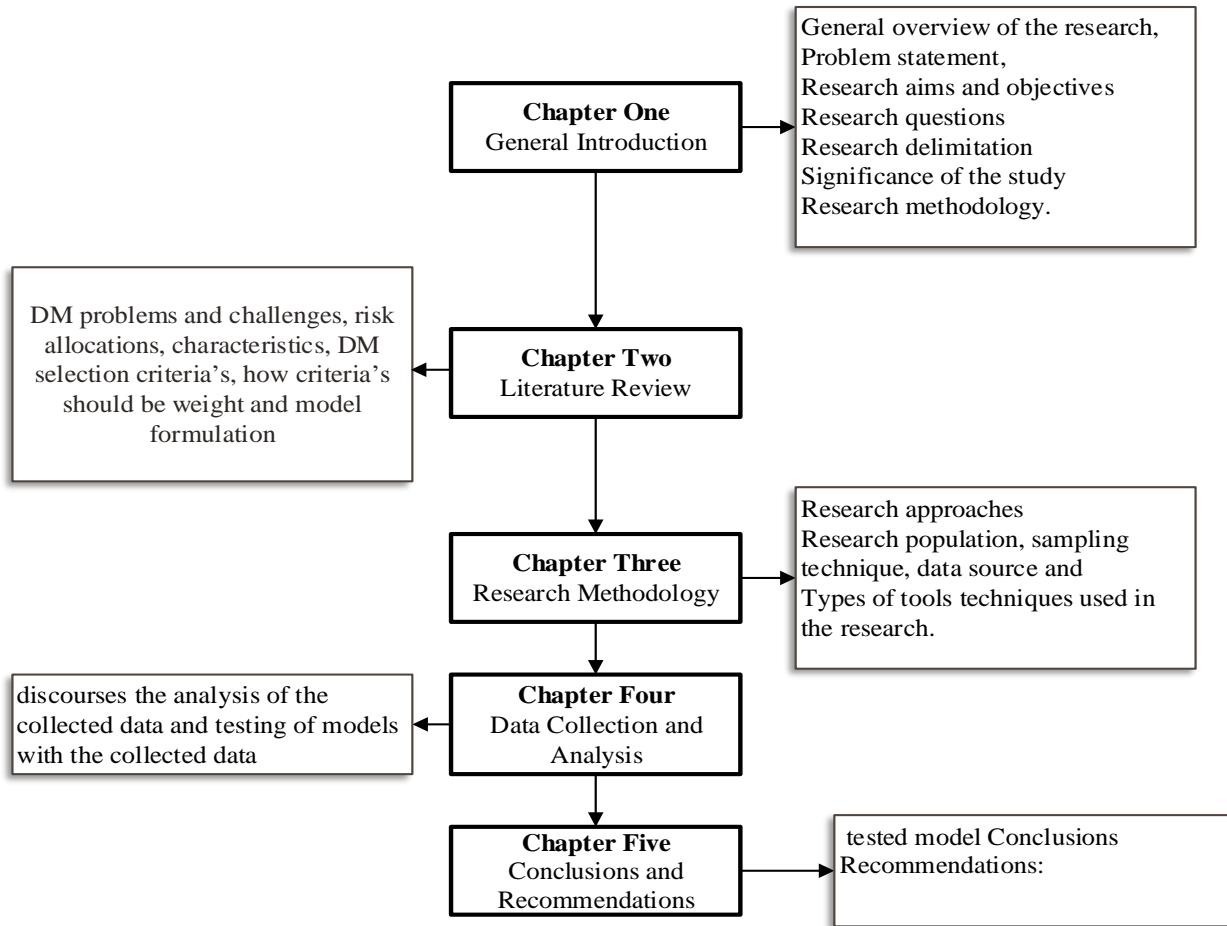 Chapter One
General Introduction
General overview of the research,
Problem statement,
Research aims and objectives
Research questions
Research delimitation
Significance of the study
Research methodology.
Chapter Two
Literature Review
DM problems and challenges, risk
allocations, characteristics, DM
selection criteria’s, how criteria’s
should be weight and model
formulation
Chapter Three
Research Methodology
Research approaches
Research population, sampling
technique, data source and
Types of tools techniques used in
the research.
Chapter Four
Data Collection and
Analysis
discourses the analysis of the
collected data and testing of models
with the collected data
Chapter Five
Conclusions and
Recommendations
tested model Conclusions
Recommendations: